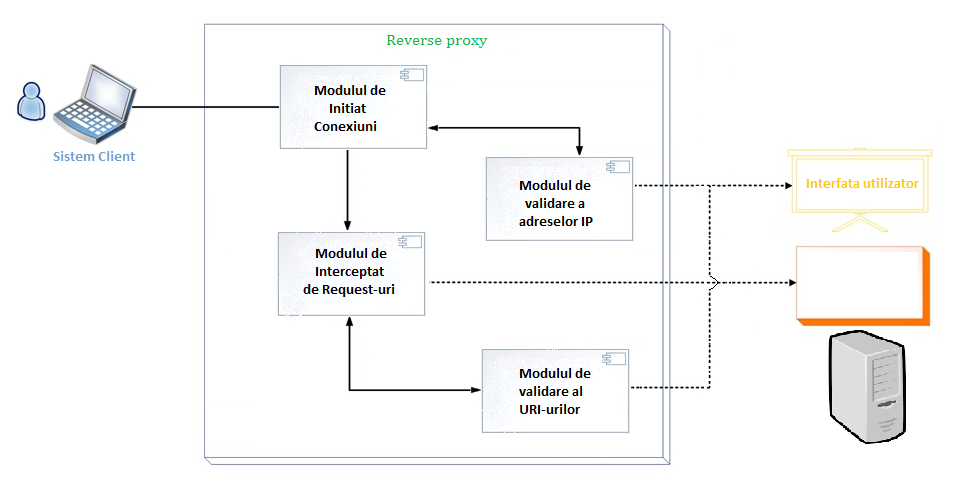 Reverse proxy
Modulul de
Initiat
Conexiuni
Sistem Client
Modulul de
validare a
adreselor IP
Interfata utilizator
Modulul de
Interceptat
de Request-uri
Modulul de
validare al
URI-urilor